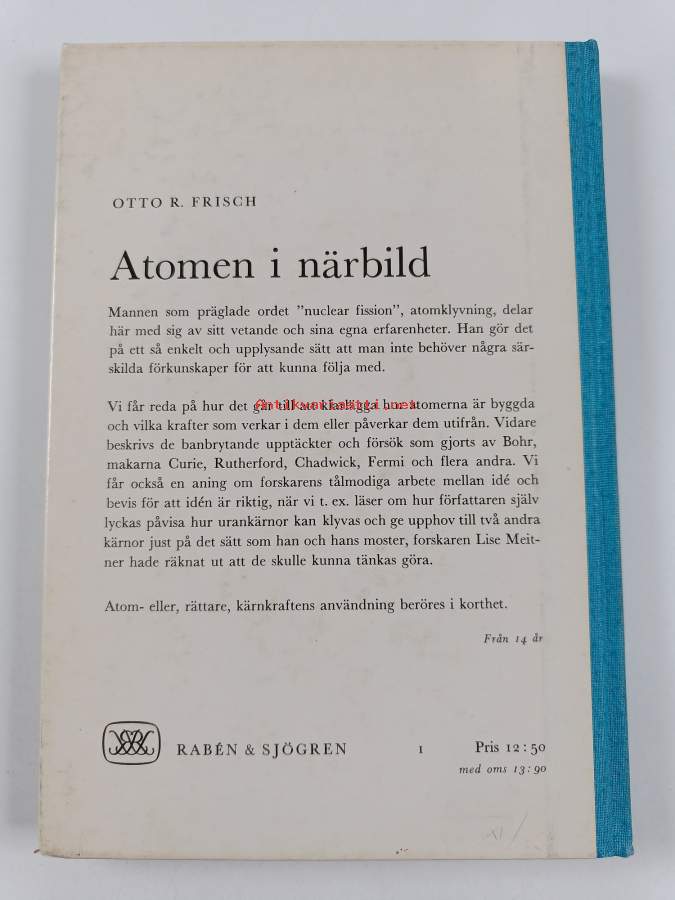 OTTO R. FRISCH
Atomen i närbild
Mannen som präglade ordet ”nuclear fission”, atomklyvning, delar
här med sig av sitt vetande och sina egna erfarenheter. Han gör det
på ett så enkelt och upplysande sätt att man inte behöver några sär-
skilda förkunskaper för att kunna följa med.
Vi får reda på hur det går till att klarlägga hur atomerna är byggda
och vilka krafter som verkar i dem eller påverkar dem utifrån. Vidare
beskrivs de banbrytande upptäckter och försök som gjorts av Bohr,
makarna Curie, Rutherford, Chadwick, Fermi och flera andra. Vi
får också en aning om forskarens tålmodiga arbete mellan idé och
bevis för att idén är riktig, när vi t. ex. läser om hur författaren själv
lyckas påvisa hur urankärnor kan klyvas och ge upphov till två andra
kärnor just på det sätt som han och hans moster, forskaren Lise Meit-
ner hade räknat ut att de skulle kunna tänkas göra.
Atom- eller, rättare, kärnkraftens användning beröres i korthet.
Från 14 år
RABÉN & SJÖGREN 1 Pris 12:50
med oms 13:90